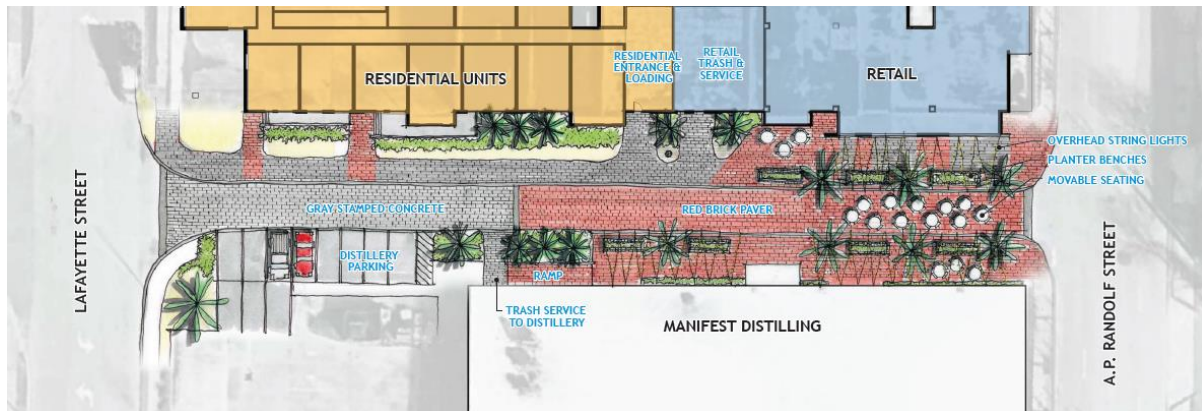 RESIDENTIAL UNITS
RESIDENTIAL
ENTRANCE &
LOADING
RETAIL
TRASH &
SERVICE
RETAIL
OVERHEAD STRING LIGHTS
PLANTER BENCHES
MOVABLE SEATING
LAFAYETTE STREET
GRAY STAMPED CONCRETE
RED BRICK PAVER
DISTILLERY
PARKING
RAMP
TRASH SERVICE
TO DISTILLERY
MANIFEST DISTILLING
A.P. RANDOLF STREET